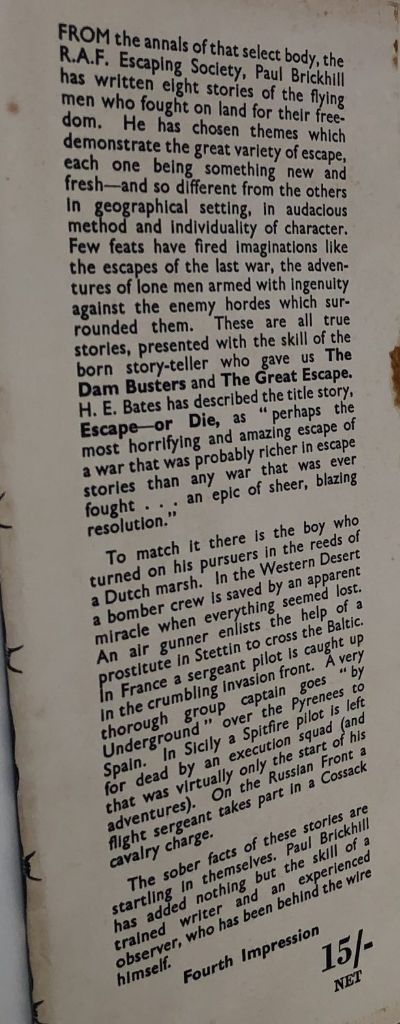 FROM the annals of that select body, the
R.A.F. Escaping Society, Paul Brickhill
has written eight stories of the flying
men who fought on land for their free-
dom. He has chosen themes which
demonstrate the great variety of escape,
each one being something new and
fresh—and so different from the others
in geographical setting, in audacious
method and individuality of character.
Few feats have fired imaginations like
the escapes of the last war, the adven-
tures of lone men armed with ingenuity
against the enemy hordes which sur-
rounded them. These are all true
stories, presented with the skill of the
born story-teller who gave us The
Dam Busters and The Great Escape.
H. E. Bates has described the title story,
Escape—or Die, as "perhaps the
most horrifying and amazing escape of
a war that was probably richer in escape
stories than any war that was ever
fought . . . an epic of sheer, blazing
resolution."
To match it there is the boy who
turned on his pursuers in the reeds of
a Dutch marsh. In the Western Desert
a bomber crew is saved by an apparent
miracle when everything seemed lost.
An air gunner enlists the help of a
prostitute in Stettin to cross the Baltic.
In France a sergeant pilot is caught up
in the crumbling invasion front. A very
thorough group captain goes "by
Underground" over the Pyrenees to
Spain. In Sicily a Spitfire pilot is left
for dead by an execution squad (and
that was virtually only the start of his
adventures). On the Russian Front a
flight sergeant takes part in a Cossack
cavalry charge.
The sober facts of these stories are
startling in themselves. Paul Brickhill
has added nothing but the skill of a
trained writer and an experienced
observer, who has been behind the wire
himself.
Fourth Impression
15/-
NET